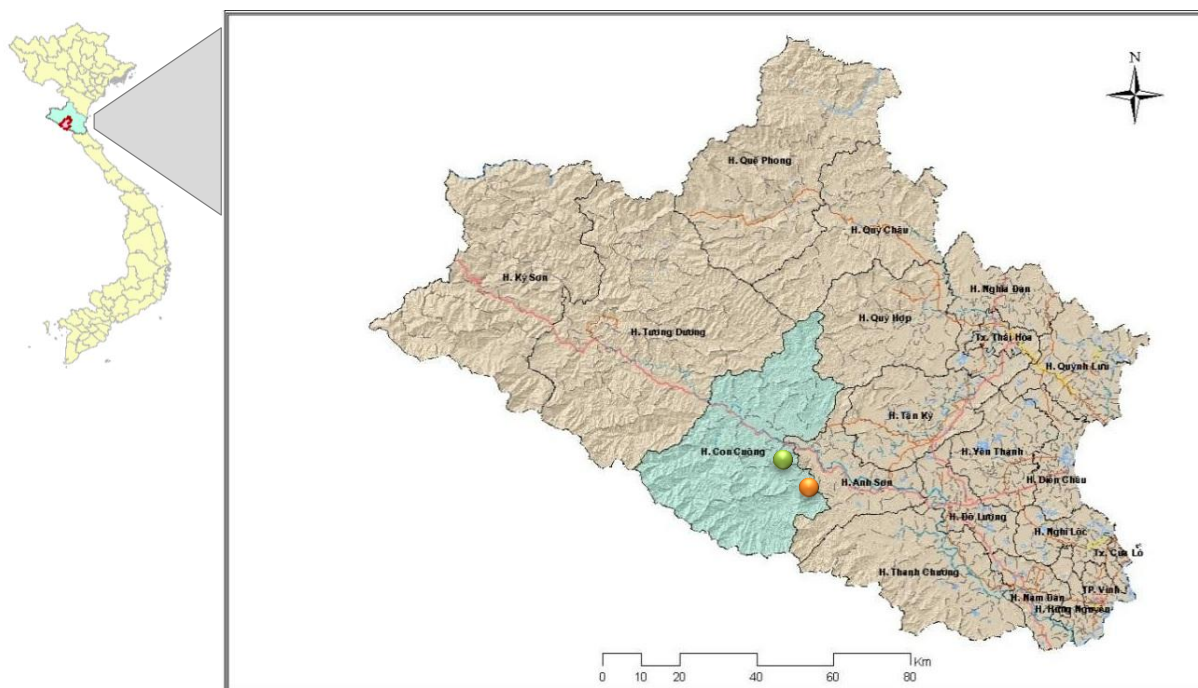 N
H. Quế Phong
H. Quỳ Châu
H. Kỳ Sơn
H. Nghĩa Đàn
H. Quỳ Hợp
H. Tương Dương
Tx. Thái Hòa
H. Quỳnh Lưu
H. Tân Kỳ
H. Con Cuông
H. Yên Thành
H. Anh Sơn
H. Diễn Châu
H. Đô Lương
H. Nghi Lộc
Tx. Cửa Lò
H. Thanh Chương
TP. Vinh
H. Nam Đàn
H. Hưng Nguyên
Km
0 10 20 40 60 80